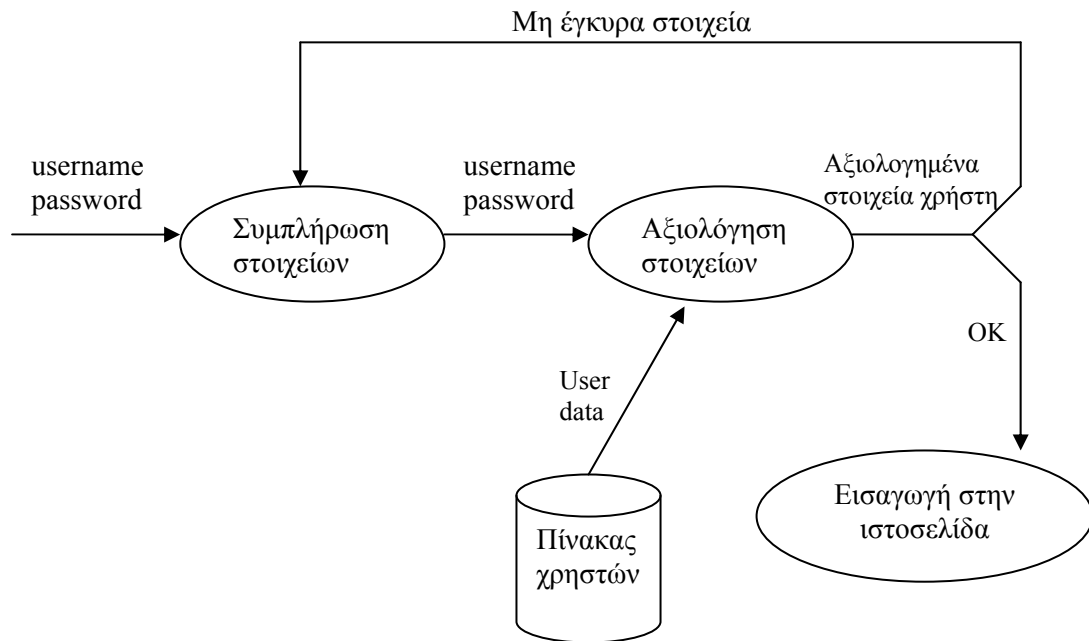 Μη έγκυρα στοιχεία
username
password
Συμπλήρωση
στοιχείων
username
password
Αξιολόγηση
στοιχείων
Αξιολογημένα
στοιχεία χρήστη
OK
User
data
Πίνακας
χρηστών
Εισαγωγή στην
ιστοσελίδα